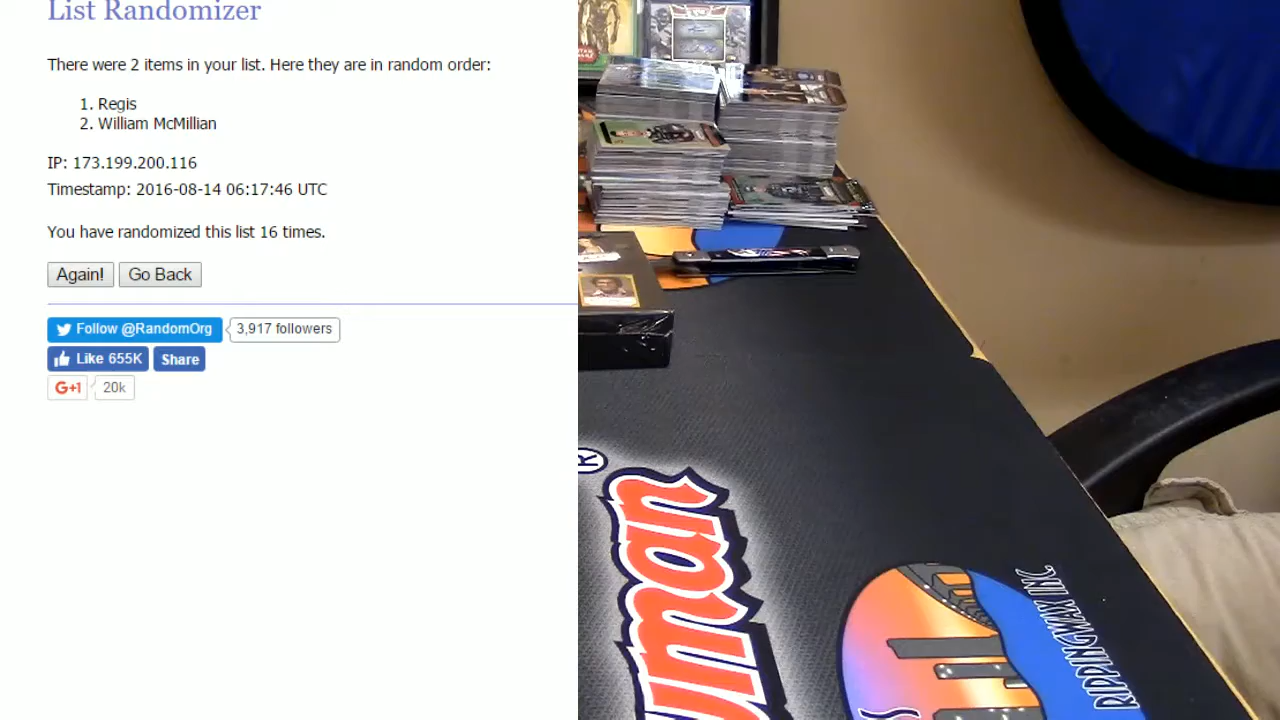 List Randomizer
There were 2 items in your list. Here they are in random order:
1. Regis
2. William McMillian
IP: 173.199.200.116
Timestamp: 2016-08-14 06:17:46 UTC
You have randomized this list 16 times.
Again! Go Back
Follow @RandomOrg 3,917 followers
Like 655K Share
G+1 20k
®
RIPPINGWAX INC